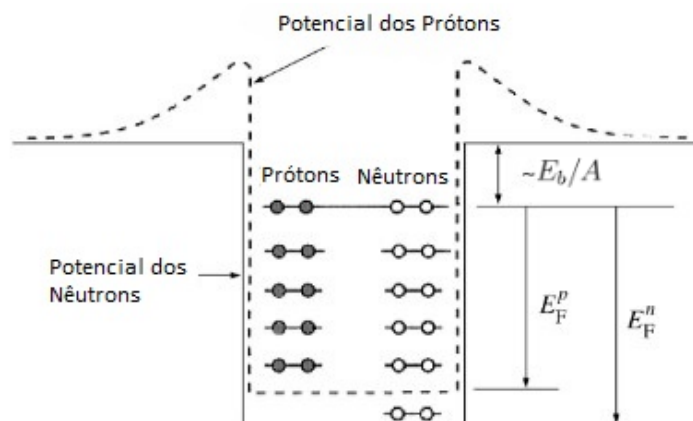 Potencial dos Prótons
Prótons Nêutrons
~E_b/A
Potencial dos
Nêutrons
E_F^p
E_F^n